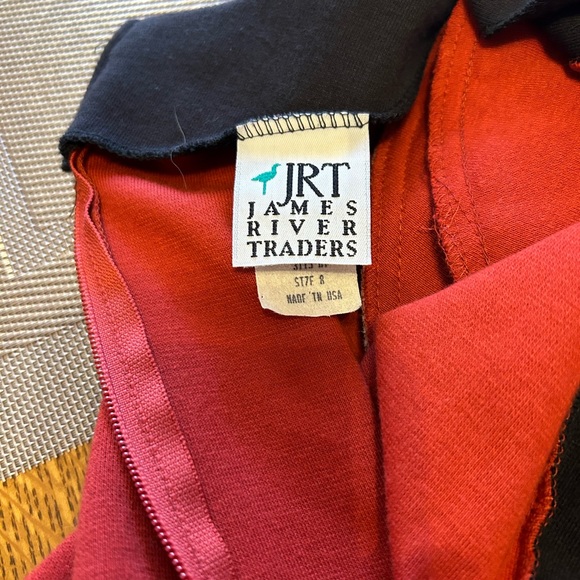 JRT
JAMES
RIVER
TRADERS
SIZE 8
MADE IN USA